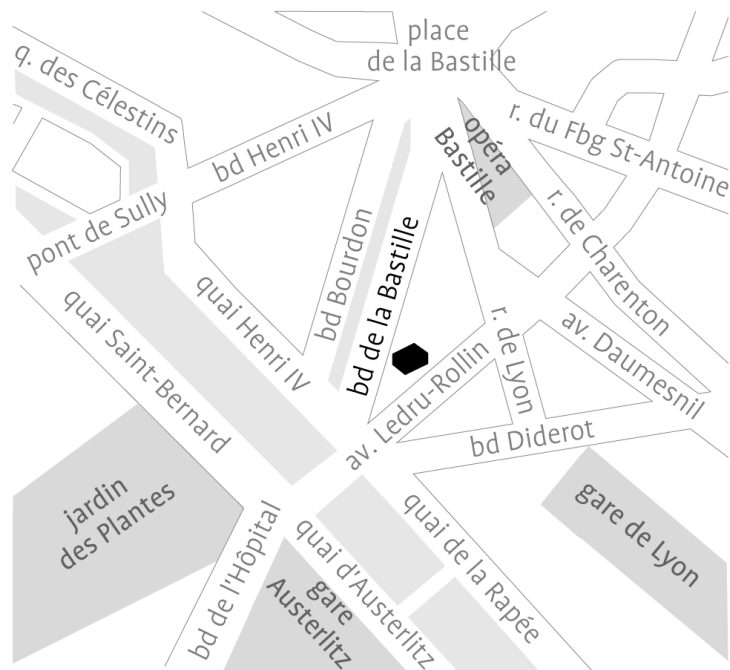 place
de la Bastille
q. des Célestins
bd Henri IV
opéra
Bastille
r. du Fbg St-Antoine
pont de Sully
r. de Charenton
bd Bourdon
bd de la Bastille
quai Henri IV
quai Saint-Bernard
r. de Lyon
av. Daumesnil
av. Ledru-Rollin
bd Diderot
jardin
des Plantes
gare de Lyon
quai de la Rapée
bd de l'Hôpital
quai d'Austerlitz
gare
Austerlitz